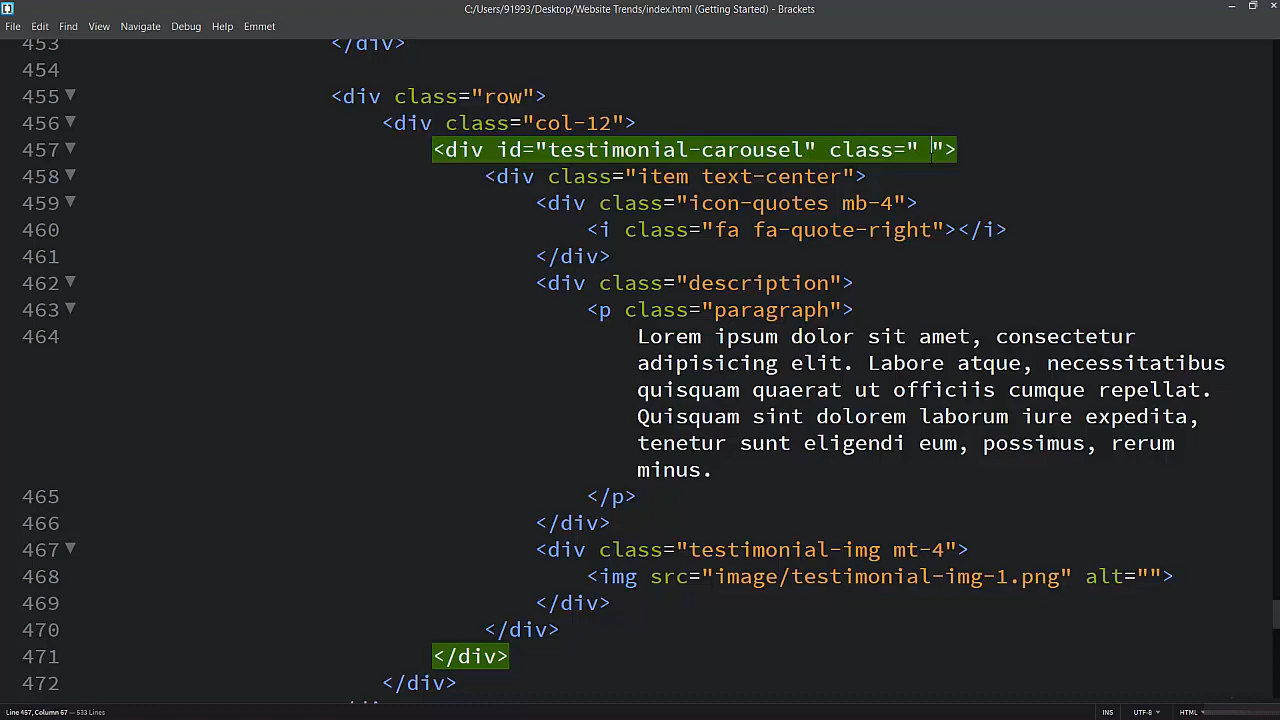 C:/Users/91993/Desktop/Website Trends/index.html (Getting Started) - Brackets
File Edit Find View Navigate Debug Help Emmet
453 </div>
454
455 <div class="row">
456 <div class="col-12">
457 <div id="testimonial-carousel" class=" ">
458 <div class="item text-center">
459 <div class="icon-quotes mb-4">
460 <i class="fa fa-quote-right"></i>
461 </div>
462 <div class="description">
463 <p class="paragraph">
464 Lorem ipsum dolor sit amet, consectetur
adipisicing elit. Labore atque, necessitatibus
quisquam quaerat ut officiis cumque repellat.
Quisquam sint dolorem laborum iure expedita,
tenetur sunt eligendi eum, possimus, rerum
minus.
465 </p>
466 </div>
467 <div class="testimonial-img mt-4">
468 <img src="image/testimonial-img-1.png" alt="">
469 </div>
470 </div>
471 </div>
472 </div>
Line 457, Column 67 — 533 Lines INS UTF-8 HTML